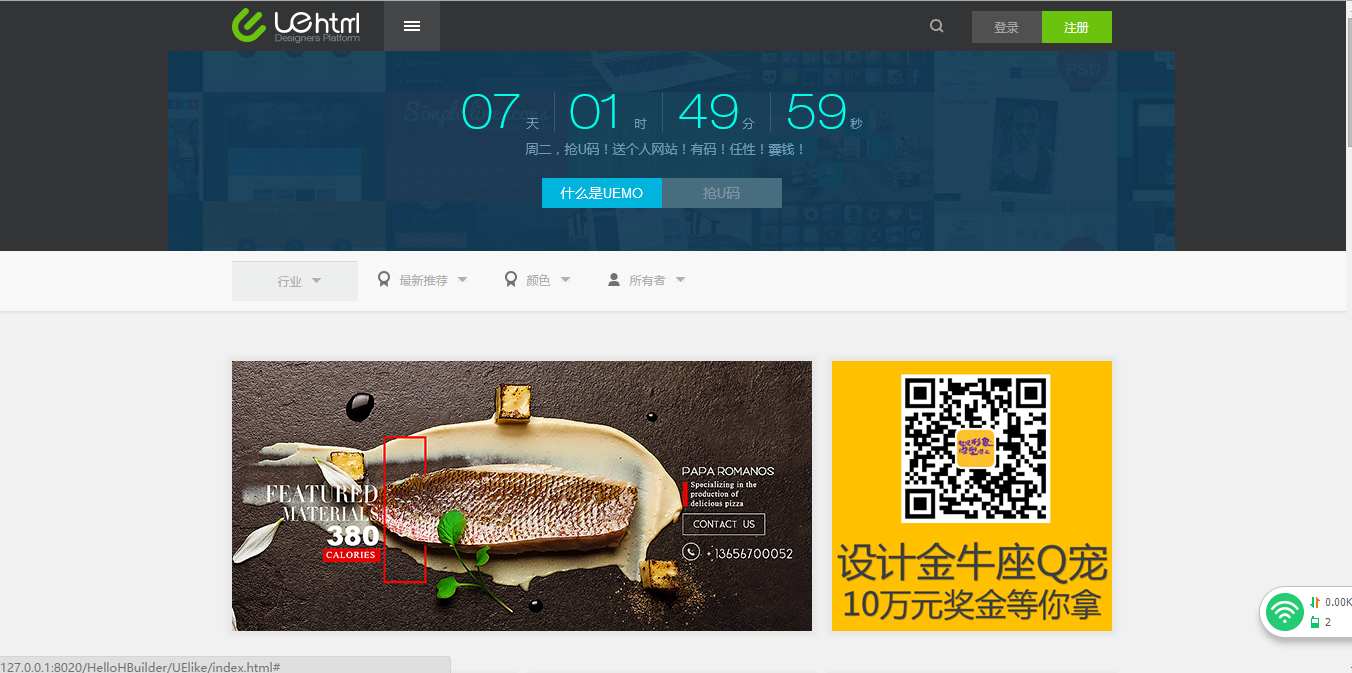 UEhtml
Designers Platform
登录
注册
07 天 01 时 49 分 59 秒
周二，抢U码！送个人网站！有码！任性！要钱！
什么是UEMO
抢U码
PSD
行业
最新推荐
颜色
所有者
FEATURED
MATERIALS
380
CALORIES
PAPA ROMANOS
Specializing in the
production of
delicious pizza
CONTACT US
+13656700052
设计金牛座Q宠
10万元奖金等你拿
0.00K
2
127.0.0.1:8020/HelloHBuilder/UElike/index.html#